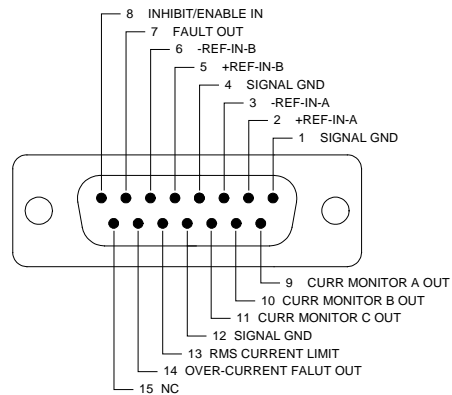 8 INHIBIT/ENABLE IN
7 FAULT OUT
6 -REF-IN-B
5 +REF-IN-B
4 SIGNAL GND
3 -REF-IN-A
2 +REF-IN-A
1 SIGNAL GND
9 CURR MONITOR A OUT
10 CURR MONITOR B OUT
11 CURR MONITOR C OUT
12 SIGNAL GND
13 RMS CURRENT LIMIT
14 OVER-CURRENT FALUT OUT
15 NC